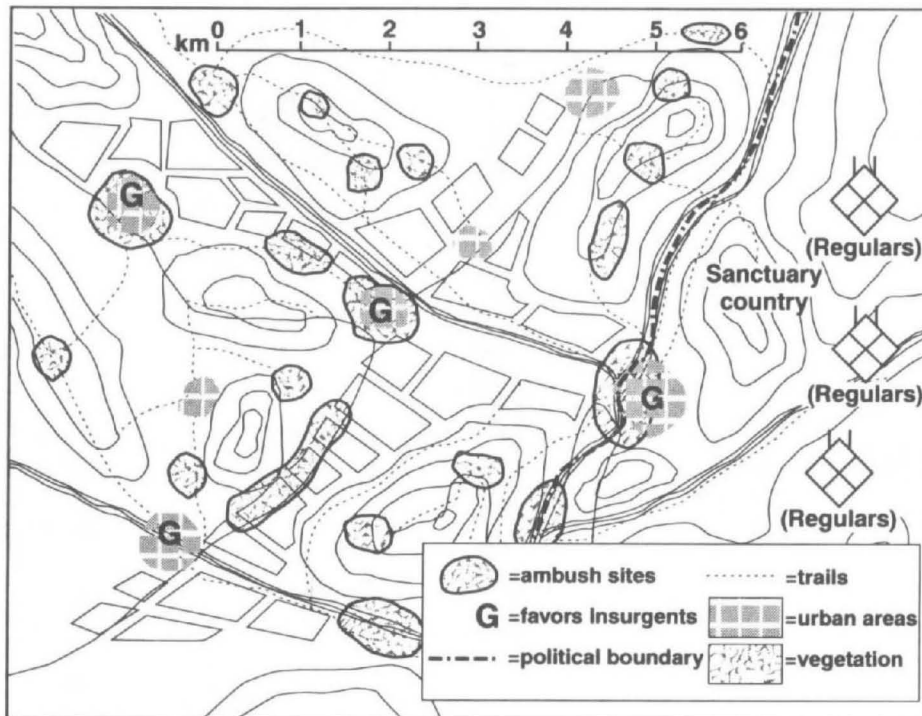 km 0 1 2 3 4 5 6
G
(Regulars)
Sanctuary
country
G
G
(Regulars)
(Regulars)
G
=ambush sites
=trails
G =favors Insurgents
=urban areas
=political boundary
=vegetation